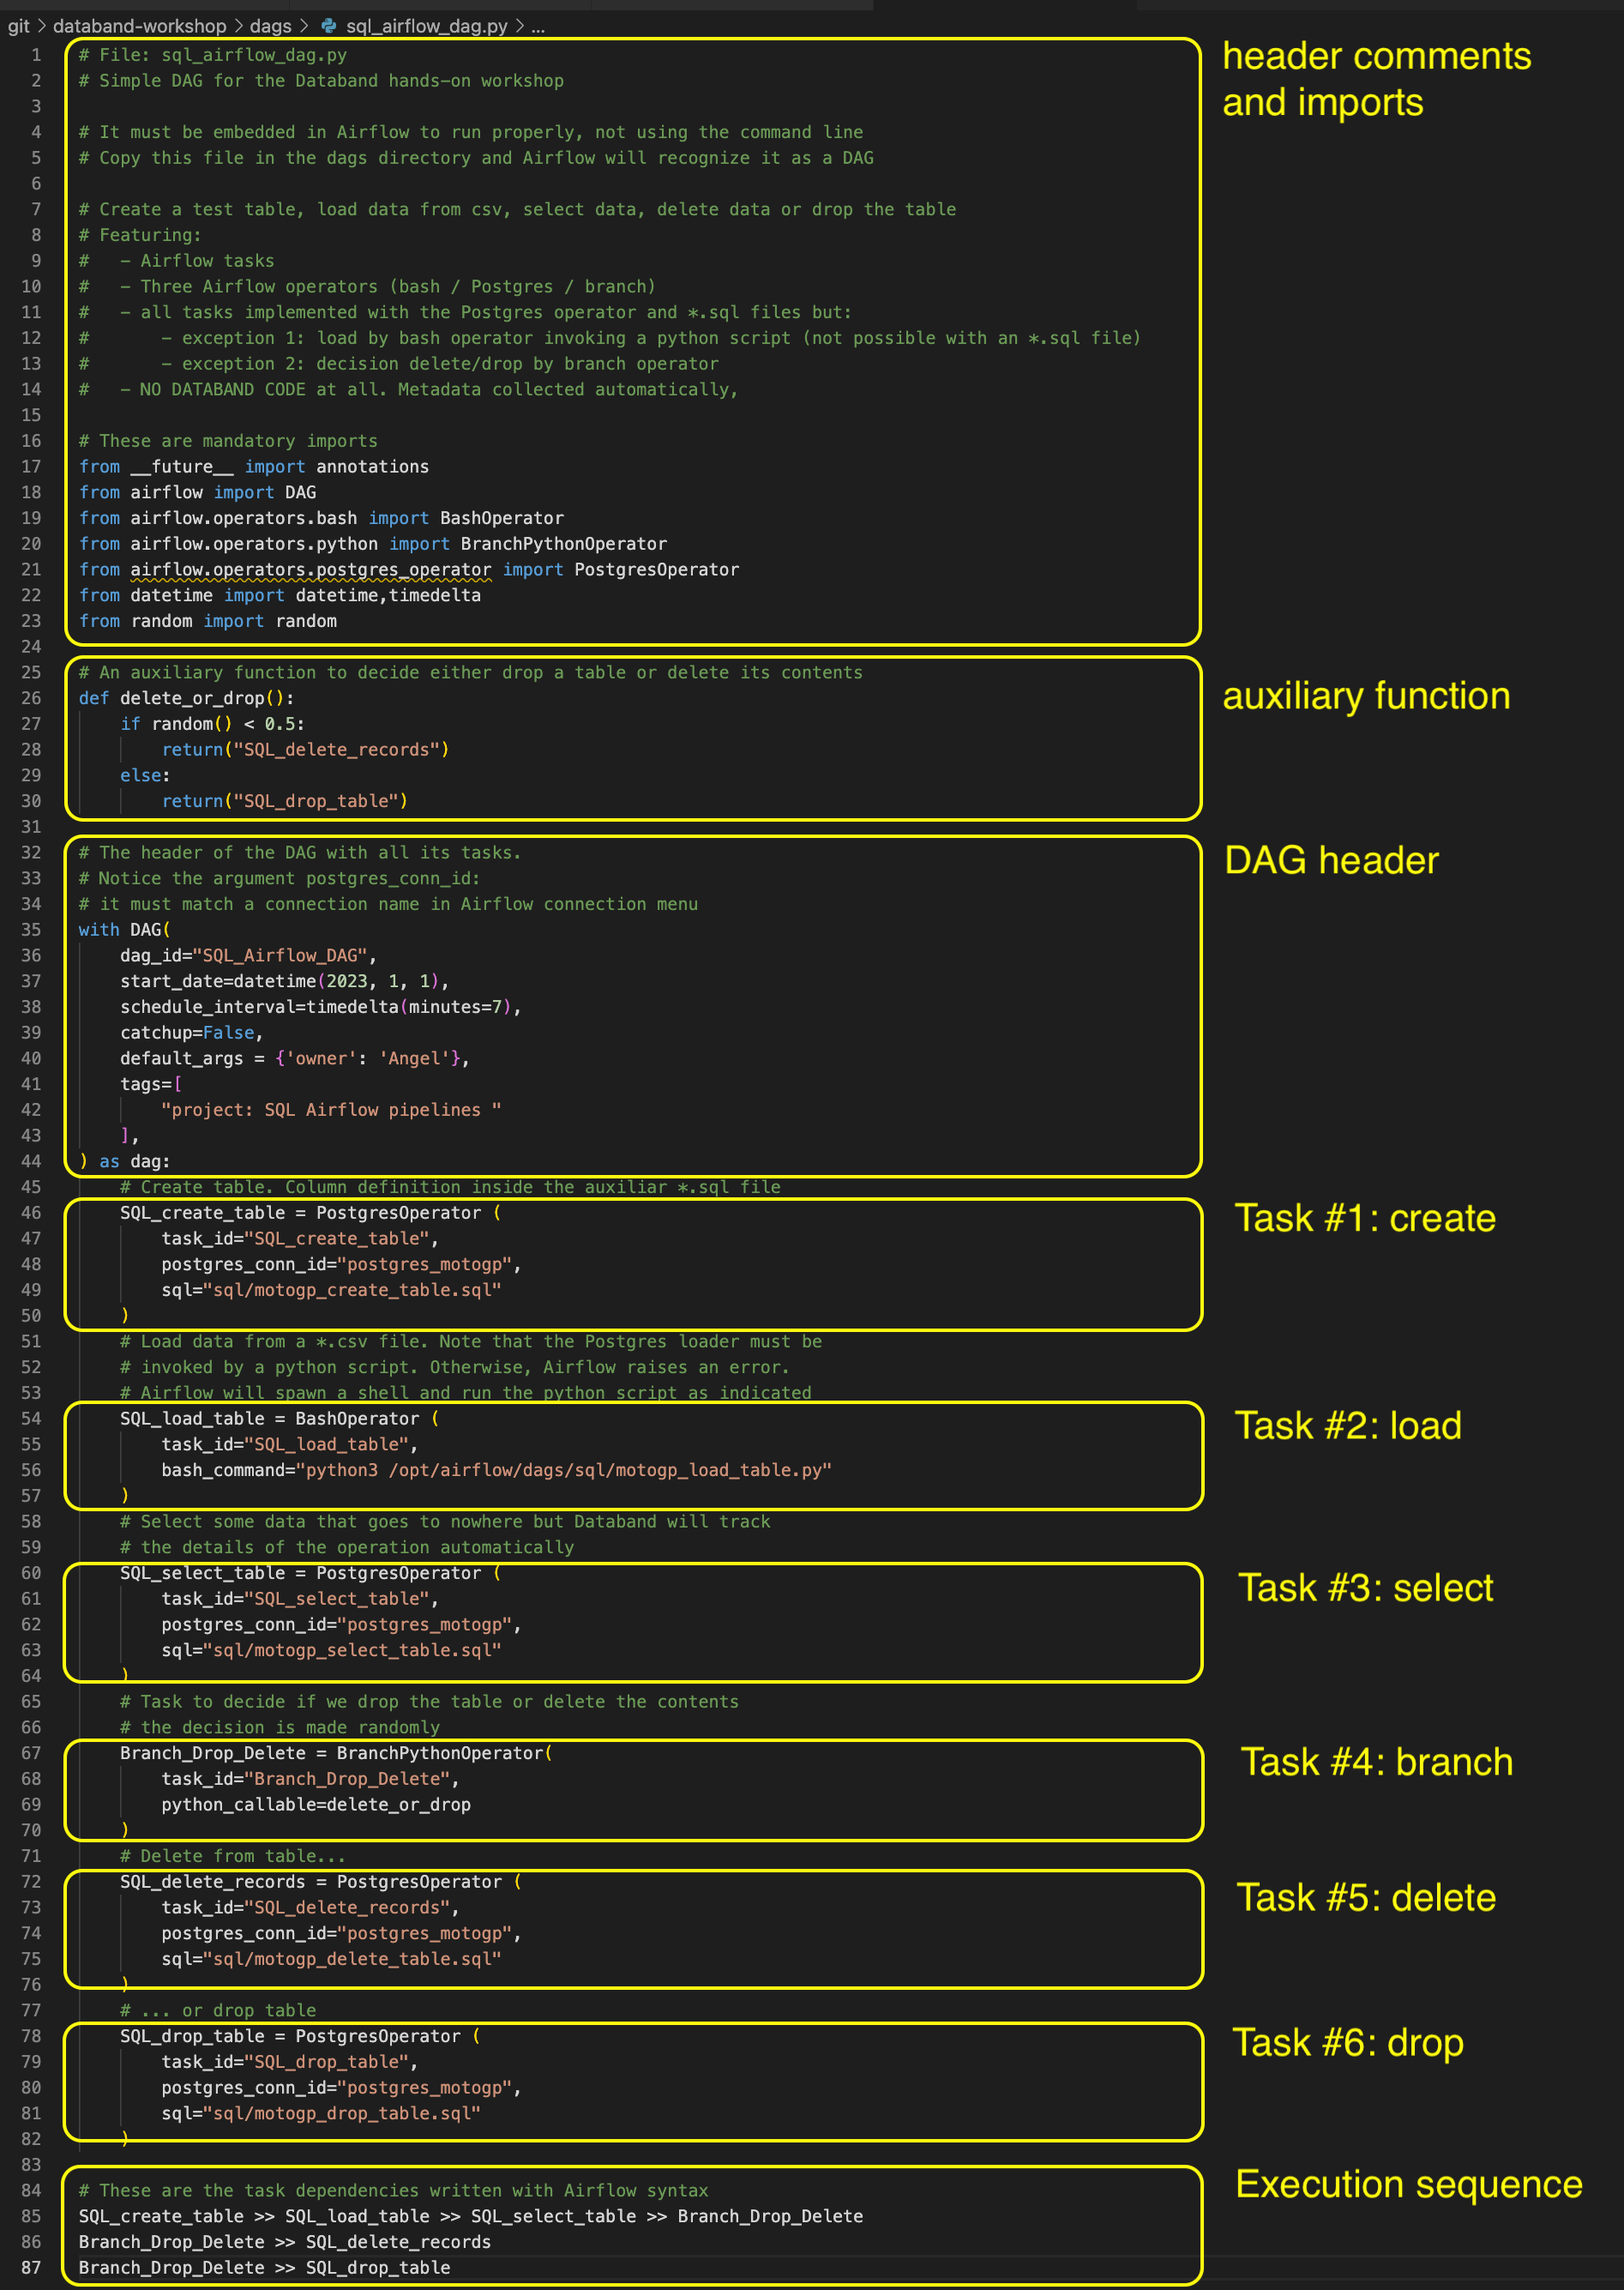 git > databand-workshop > dags > sql_airflow_dag.py > ...
1 # File: sql_airflow_dag.py
2 # Simple DAG for the Databand hands-on workshop
3
4 # It must be embedded in Airflow to run properly, not using the command line
5 # Copy this file in the dags directory and Airflow will recognize it as a DAG
6
7 # Create a test table, load data from csv, select data, delete data or drop the table
8 # Featuring:
9 #   - Airflow tasks
10 #   - Three Airflow operators (bash / Postgres / branch)
11 #   - all tasks implemented with the Postgres operator and *.sql files but:
12 #       - exception 1: load by bash operator invoking a python script (not possible with an *.sql file)
13 #       - exception 2: decision delete/drop by branch operator
14 #   - NO DATABAND CODE at all. Metadata collected automatically,
15
16 # These are mandatory imports
17 from __future__ import annotations
18 from airflow import DAG
19 from airflow.operators.bash import BashOperator
20 from airflow.operators.python import BranchPythonOperator
21 from airflow.operators.postgres_operator import PostgresOperator
22 from datetime import datetime,timedelta
23 from random import random
24
header comments
and imports
25 # An auxiliary function to decide either drop a table or delete its contents
26 def delete_or_drop():
27     if random() < 0.5:
28         return("SQL_delete_records")
29     else:
30         return("SQL_drop_table")
31
auxiliary function
32 # The header of the DAG with all its tasks.
33 # Notice the argument postgres_conn_id:
34 # it must match a connection name in Airflow connection menu
35 with DAG(
36     dag_id="SQL_Airflow_DAG",
37     start_date=datetime(2023, 1, 1),
38     schedule_interval=timedelta(minutes=7),
39     catchup=False,
40     default_args = {'owner': 'Angel'},
41     tags=[
42         "project: SQL Airflow pipelines "
43     ],
44 ) as dag:
DAG header
45     # Create table. Column definition inside the auxiliar *.sql file
46     SQL_create_table = PostgresOperator (
47         task_id="SQL_create_table",
48         postgres_conn_id="postgres_motogp",
49         sql="sql/motogp_create_table.sql"
50     )
Task #1: create
51     # Load data from a *.csv file. Note that the Postgres loader must be
52     # invoked by a python script. Otherwise, Airflow raises an error.
53     # Airflow will spawn a shell and run the python script as indicated
54     SQL_load_table = BashOperator (
55         task_id="SQL_load_table",
56         bash_command="python3 /opt/airflow/dags/sql/motogp_load_table.py"
57     )
Task #2: load
58     # Select some data that goes to nowhere but Databand will track
59     # the details of the operation automatically
60     SQL_select_table = PostgresOperator (
61         task_id="SQL_select_table",
62         postgres_conn_id="postgres_motogp",
63         sql="sql/motogp_select_table.sql"
64     )
Task #3: select
65     # Task to decide if we drop the table or delete the contents
66     # the decision is made randomly
67     Branch_Drop_Delete = BranchPythonOperator(
68         task_id="Branch_Drop_Delete",
69         python_callable=delete_or_drop
70     )
Task #4: branch
71     # Delete from table...
72     SQL_delete_records = PostgresOperator (
73         task_id="SQL_delete_records",
74         postgres_conn_id="postgres_motogp",
75         sql="sql/motogp_delete_table.sql"
76     )
Task #5: delete
77     # ... or drop table
78     SQL_drop_table = PostgresOperator (
79         task_id="SQL_drop_table",
80         postgres_conn_id="postgres_motogp",
81         sql="sql/motogp_drop_table.sql"
82     )
Task #6: drop
83
84 # These are the task dependencies written with Airflow syntax
85 SQL_create_table >> SQL_load_table >> SQL_select_table >> Branch_Drop_Delete
86 Branch_Drop_Delete >> SQL_delete_records
87 Branch_Drop_Delete >> SQL_drop_table
Execution sequence